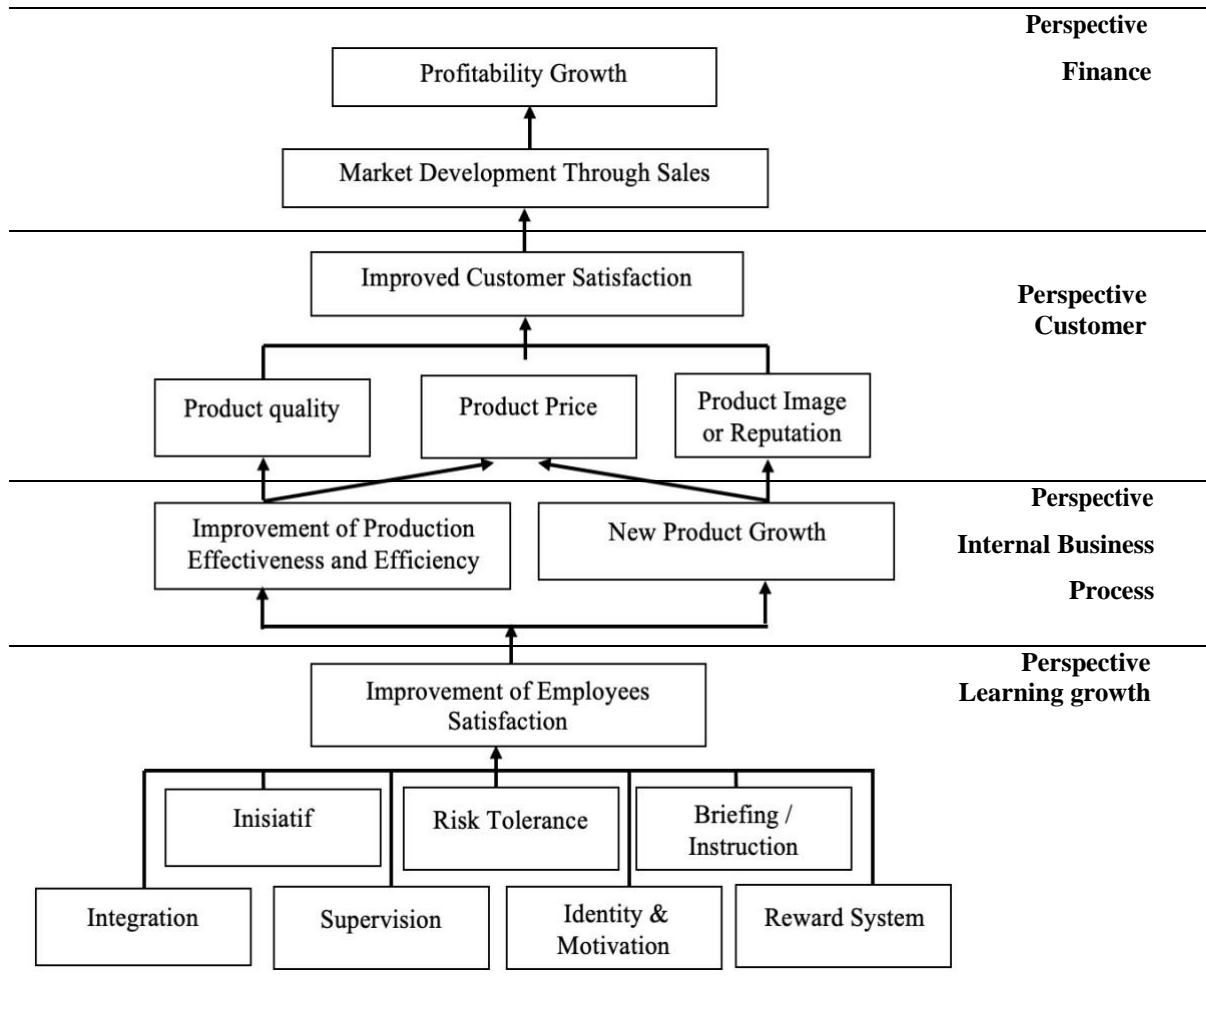 Perspective
Finance
Profitability Growth
Market Development Through Sales
Improved Customer Satisfaction
Perspective
Customer
Product quality
Product Price
Product Image
or Reputation
Perspective
Internal Business
Process
Improvement of Production
Effectiveness and Efficiency
New Product Growth
Perspective
Learning growth
Improvement of Employees
Satisfaction
Inisiatif
Risk Tolerance
Briefing /
Instruction
Integration
Supervision
Identity &
Motivation
Reward System